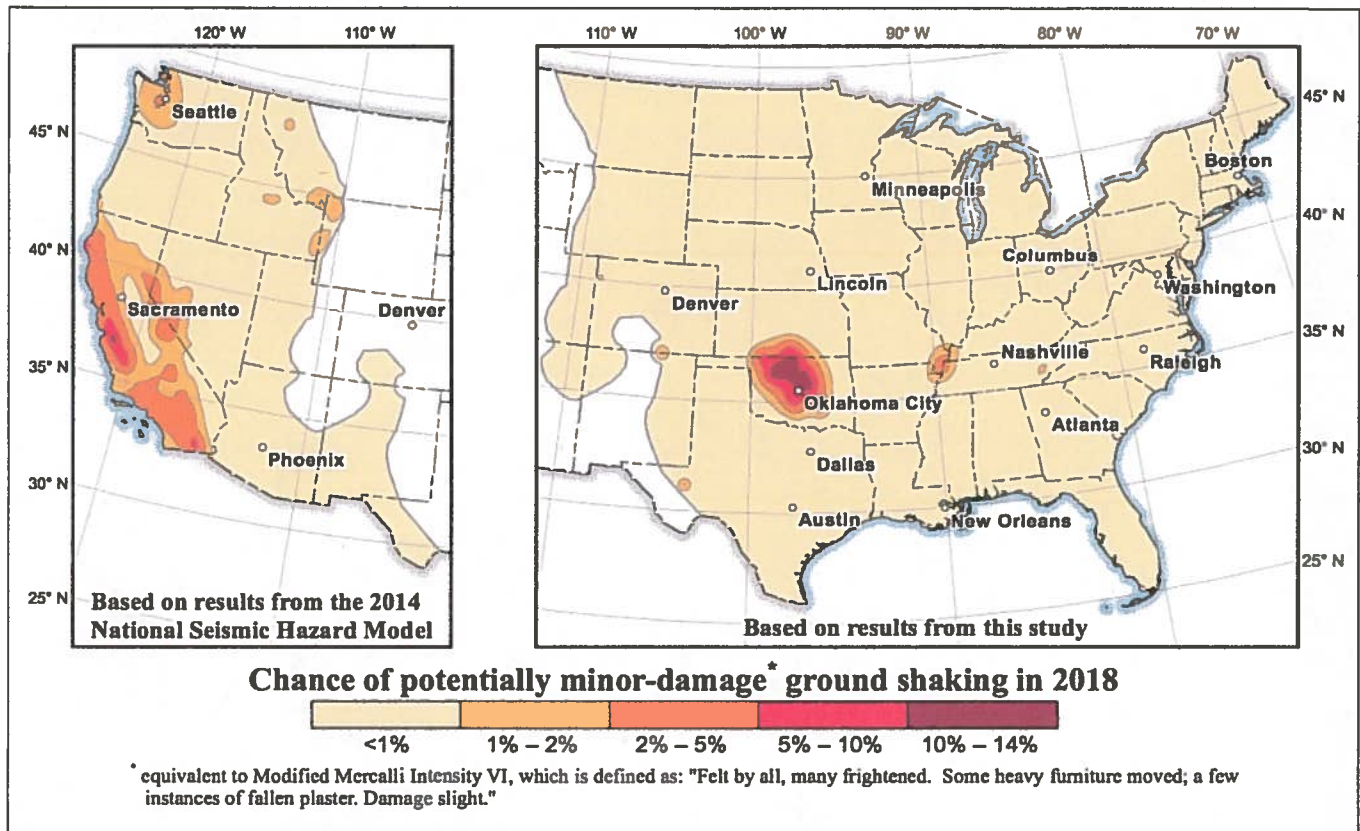 120° W
110° W
100° W
90° W
80° W
70° W
45° N
40° N
35° N
30° N
25° N
Seattle
Sacramento
Denver
Phoenix
Based on results from the 2014
National Seismic Hazard Model
110° W
45° N
40° N
35° N
30° N
25° N
Minneapolis
Boston
Columbus
Lincoln
Denver
Washington
Nashville
Raleigh
Oklahoma City
Atlanta
Dallas
Austin
New Orleans
Based on results from this study
Chance of potentially minor-damage* ground shaking in 2018
<1% 1% – 2% 2% – 5% 5% – 10% 10% – 14%
* equivalent to Modified Mercalli Intensity VI, which is defined as: "Felt by all, many frightened. Some heavy furniture moved; a few
instances of fallen plaster. Damage slight."